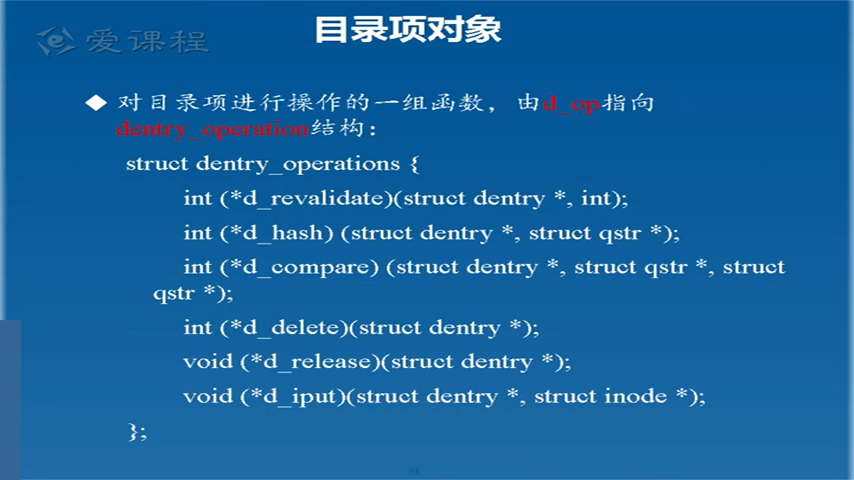 爱课程
目录项对象
◆ 对目录项进行操作的一组函数，由d_op指向
dentry_operation结构：
struct dentry_operations {
int (*d_revalidate)(struct dentry *, int);
int (*d_hash) (struct dentry *, struct qstr *);
int (*d_compare) (struct dentry *, struct qstr *, struct
qstr *);
int (*d_delete)(struct dentry *);
void (*d_release)(struct dentry *);
void (*d_iput)(struct dentry *, struct inode *);
};